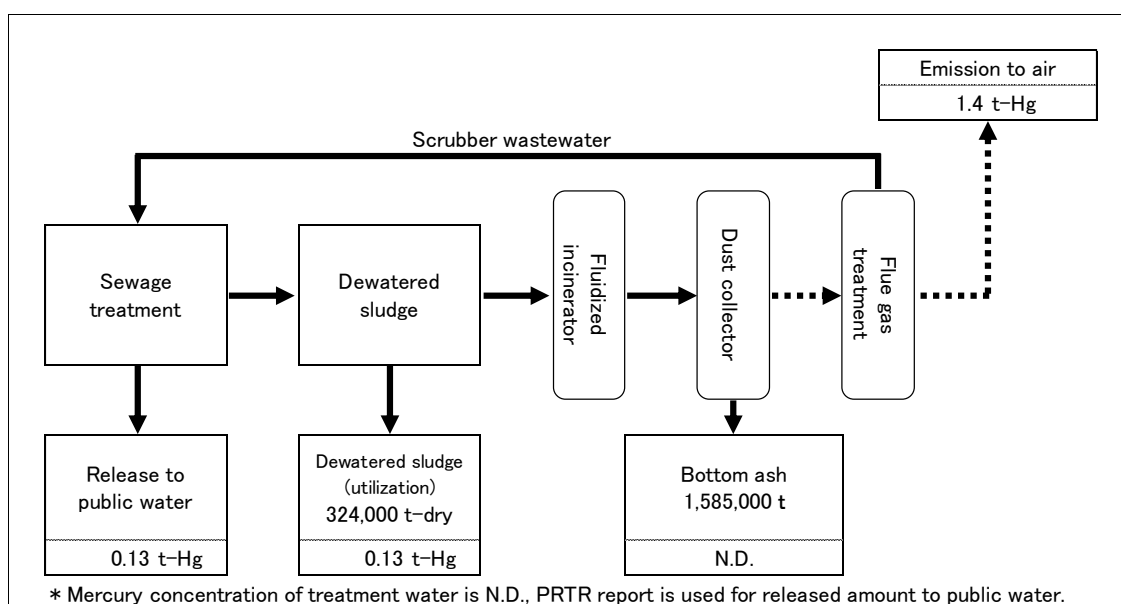 Emission to air
1.4 t-Hg
Scrubber wastewater
Sewage
treatment
Dewatered
sludge
Fluidized
incinerator
Dust collector
Flue gas
treatment
Release to
public water
0.13 t-Hg
Dewatered sludge
(utilization)
324,000 t-dry
0.13 t-Hg
Bottom ash
1,585,000 t
N.D.
* Mercury concentration of treatment water is N.D., PRTR report is used for released amount to public water.